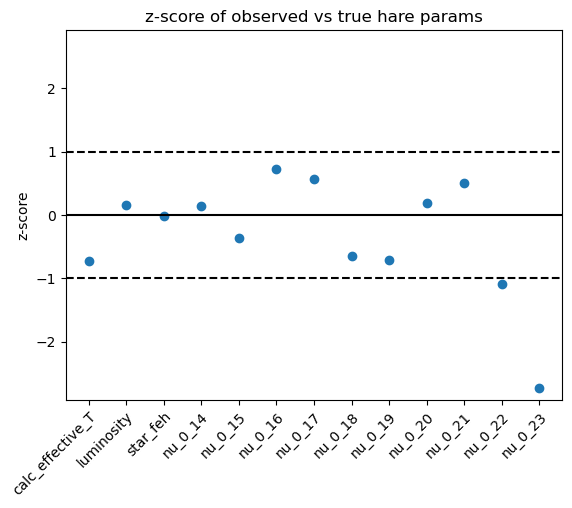 z-score of observed vs true hare params
z-score
2
1
0
−1
−2
calc_effective_T
luminosity
star_feh
nu_0_14
nu_0_15
nu_0_16
nu_0_17
nu_0_18
nu_0_19
nu_0_20
nu_0_21
nu_0_22
nu_0_23